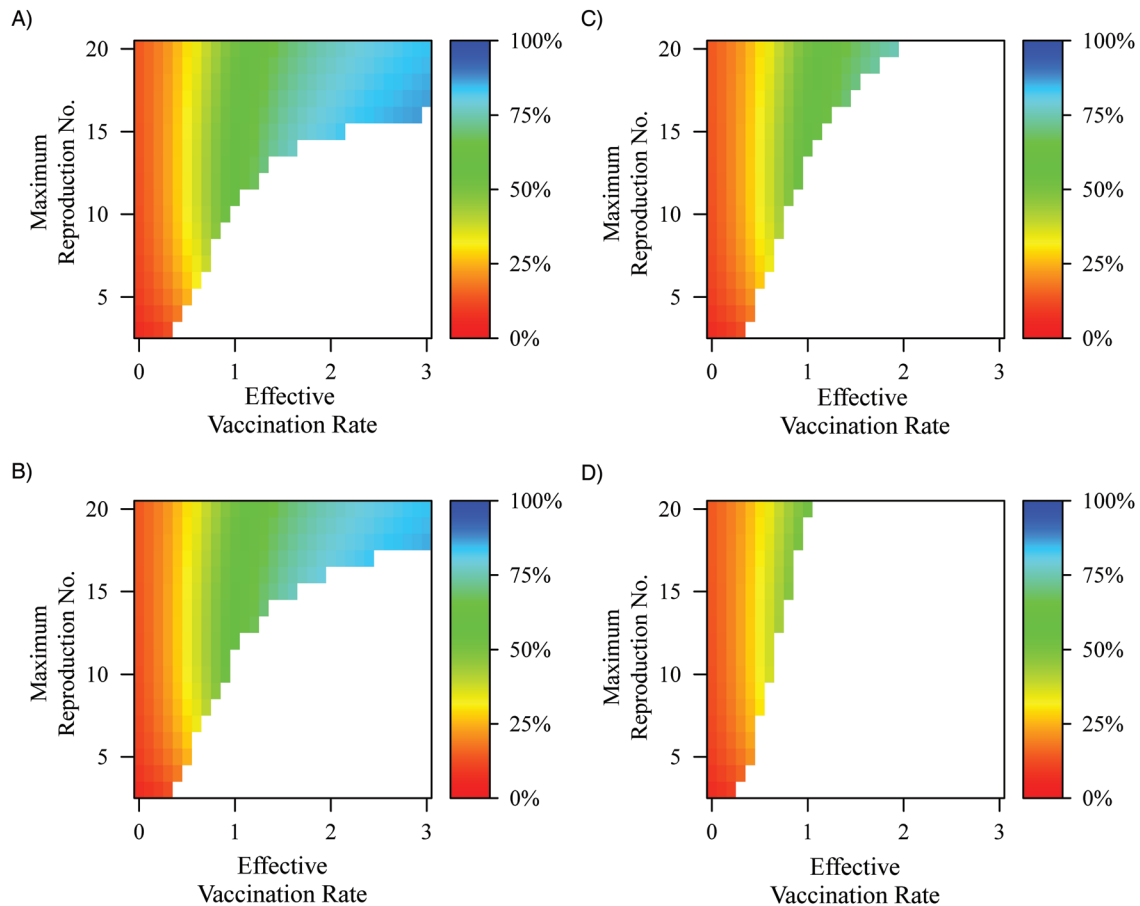 A)
Maximum
Reproduction No.
20
15
10
5
0
1
2
3
Effective
Vaccination Rate
100%
75%
50%
25%
0%
C)
Maximum
Reproduction No.
20
15
10
5
0
1
2
3
Effective
Vaccination Rate
100%
75%
50%
25%
0%
B)
Maximum
Reproduction No.
20
15
10
5
0
1
2
3
Effective
Vaccination Rate
100%
75%
50%
25%
0%
D)
Maximum
Reproduction No.
20
15
10
5
0
1
2
3
Effective
Vaccination Rate
100%
75%
50%
25%
0%